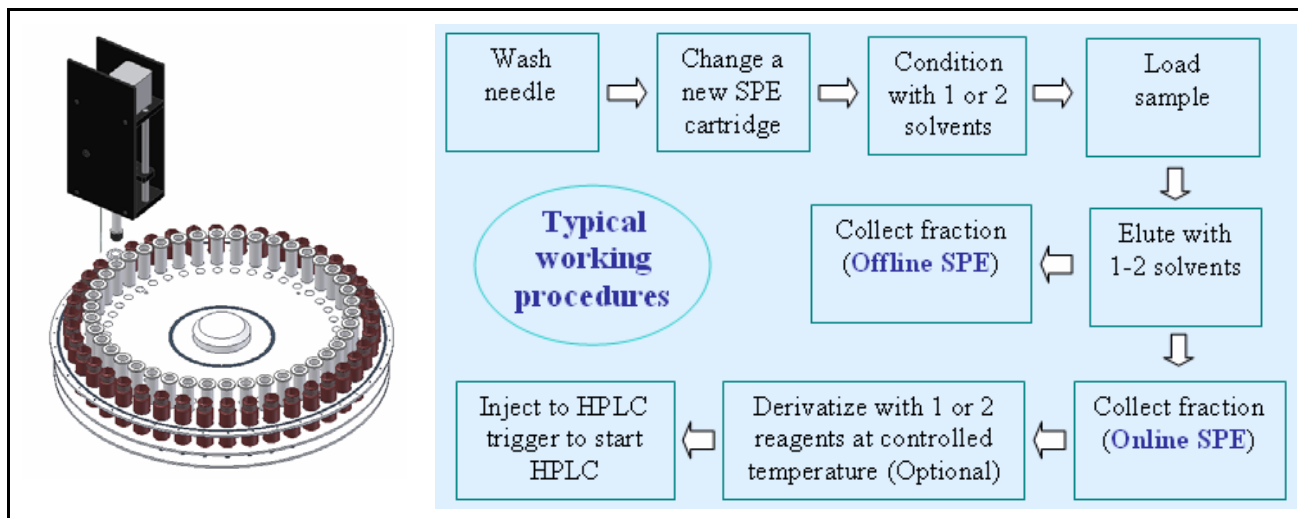 Wash
needle
Change a
new SPE
cartridge
Condition
with 1 or 2
solvents
Load
sample
Typical
working
procedures
Collect fraction
(Offline SPE)
Elute with
1-2 solvents
Inject to HPLC
trigger to start
HPLC
Derivatize with 1 or 2
reagents at controlled
temperature (Optional)
Collect fraction
(Online SPE)